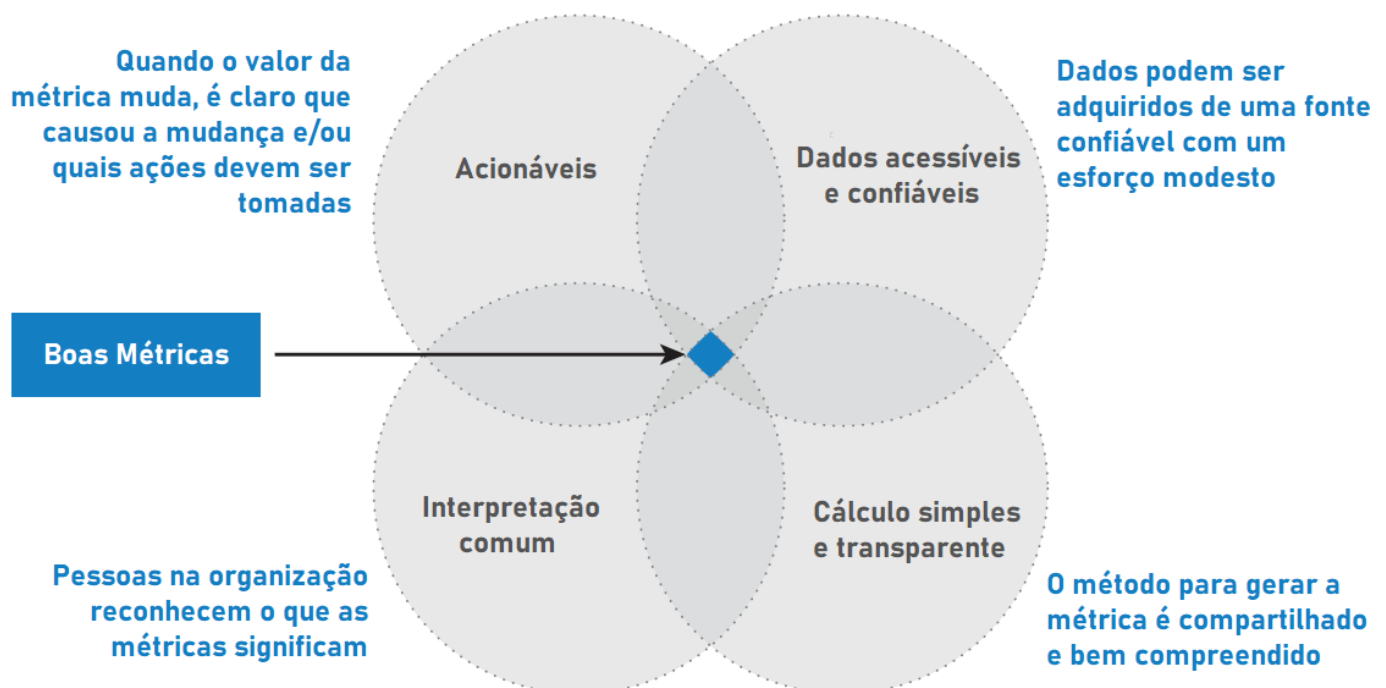 Quando o valor da
métrica muda, é claro que
causou a mudança e/ou
quais ações devem ser
tomadas
Acionáveis
Dados acessíveis
e confiáveis
Dados podem ser
adquiridos de uma fonte
confiável com um
esforço modesto
Boas Métricas
Interpretação
comum
Cálculo simples
e transparente
Pessoas na organização
reconhecem o que as
métricas significam
O método para gerar a
métrica é compartilhado
e bem compreendido